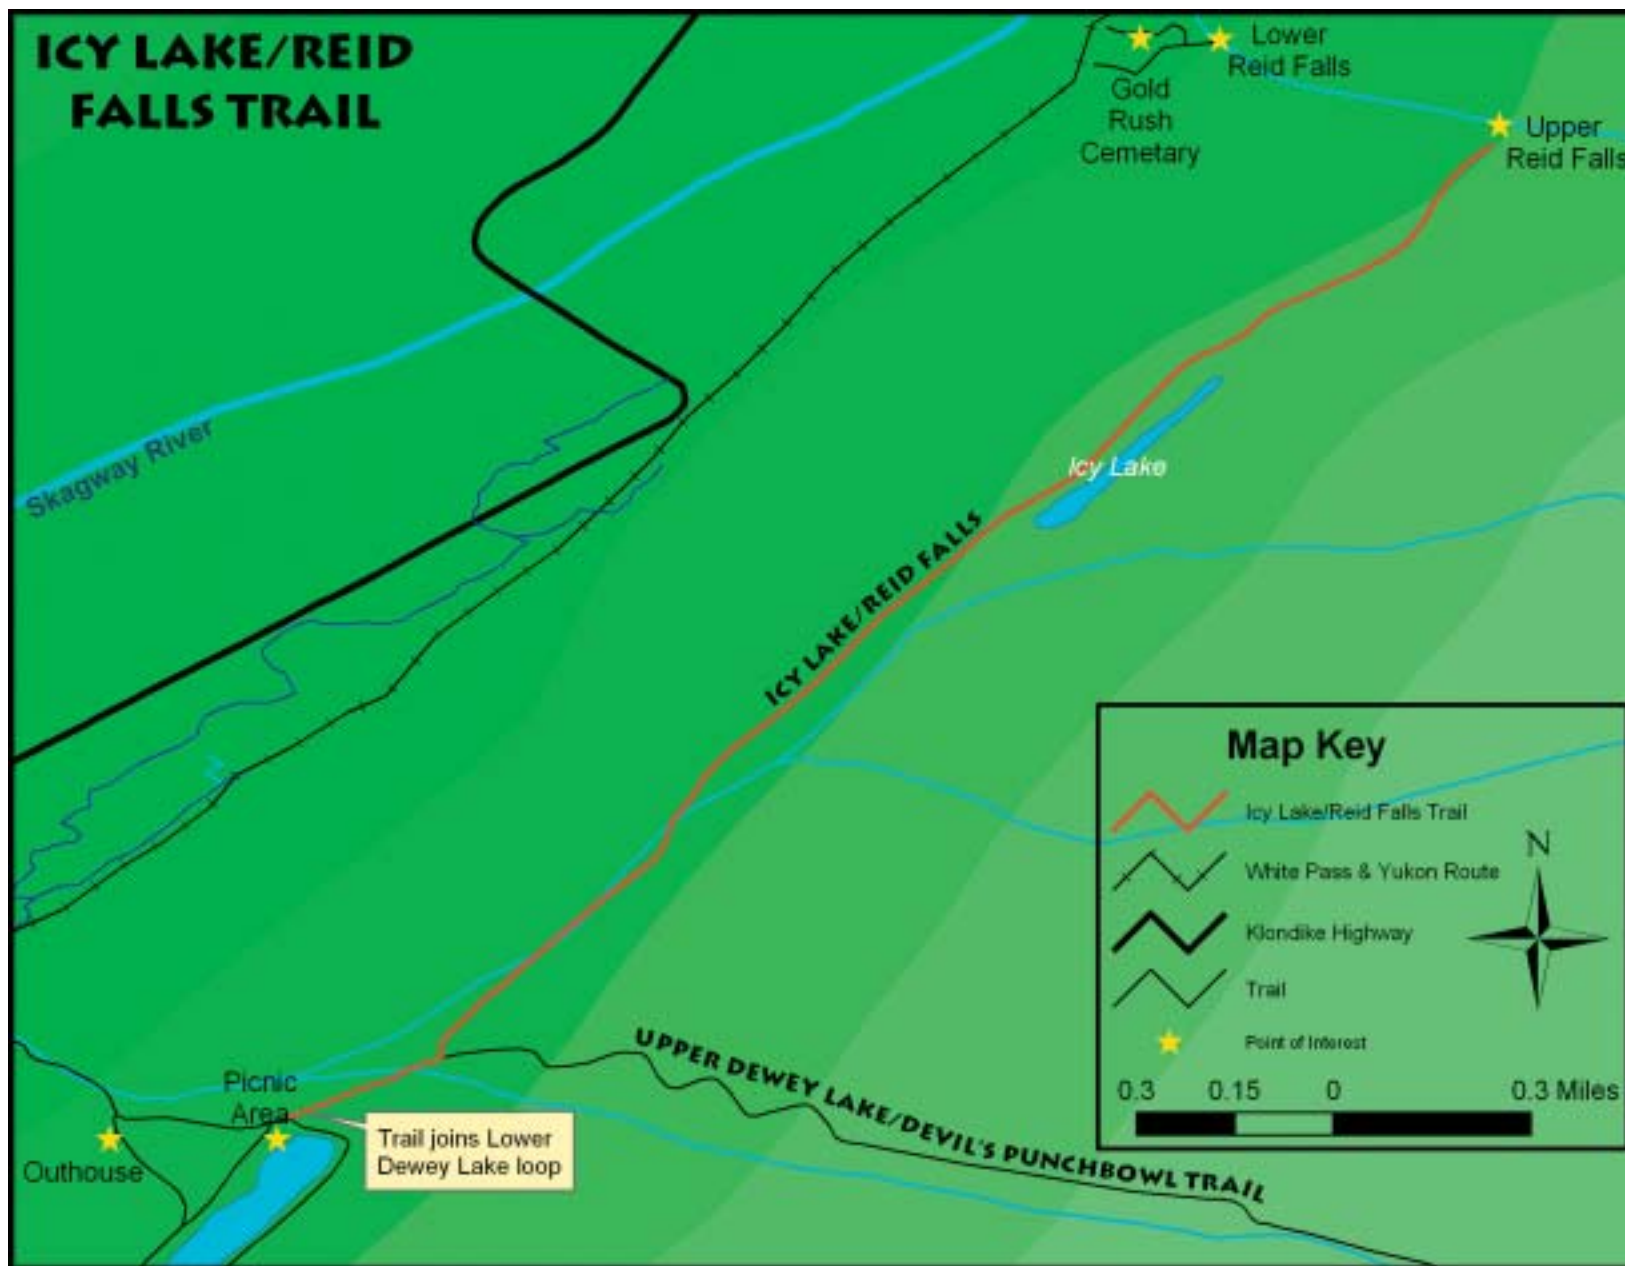 ICY LAKE/REID
FALLS TRAIL
Lower
Reid Falls
Gold
Rush
Cemetary
Upper
Reid Falls
Skagway River
Icy Lake
ICY LAKE/REID FALLS
Map Key
Icy Lake/Reid Falls Trail
White Pass & Yukon Route
Klondike Highway
Trail
Point of Interest
N
0.3 0.15 0 0.3 Miles
UPPER DEWEY LAKE/DEVIL'S PUNCHBOWL TRAIL
Picnic
Area
Outhouse
Trail joins Lower
Dewey Lake loop